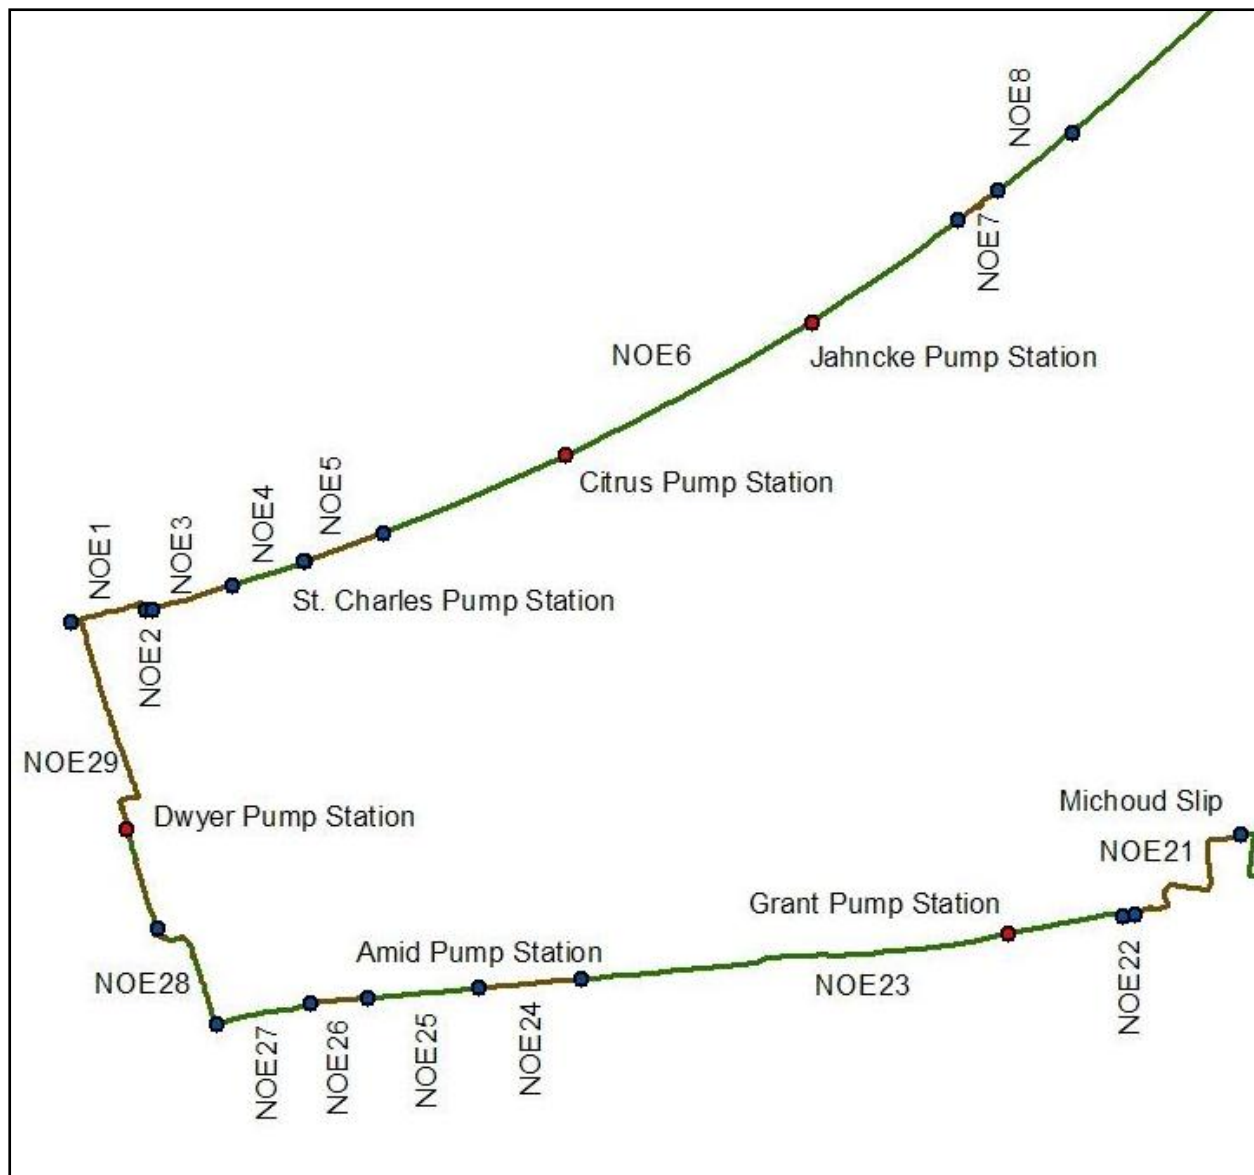 NOE8
NOE7
Jahncke Pump Station
NOE6
Citrus Pump Station
NOE5
NOE4
St. Charles Pump Station
NOE3
NOE1
NOE2
NOE29
Dwyer Pump Station
Michoud Slip
NOE21
Grant Pump Station
Amid Pump Station
NOE22
NOE23
NOE28
NOE24
NOE25
NOE26
NOE27